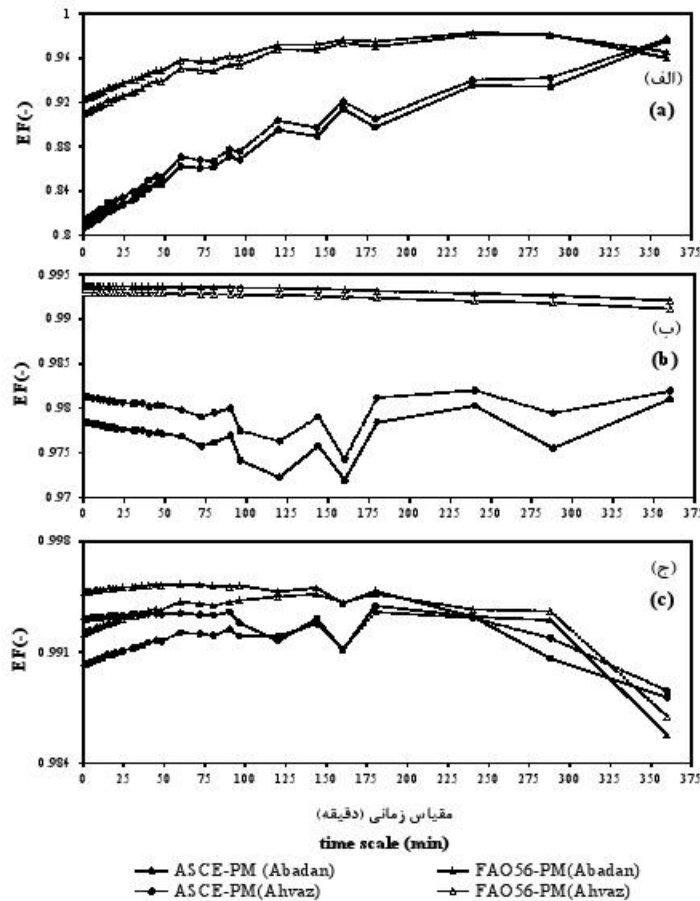 1
0.96
0.92
0.88
0.84
0.8
EF(-)
(الف)
(a)
0 25 50 75 100 125 150 175 200 225 250 275 300 325 350 375
0.995
0.99
0.985
0.98
0.975
0.97
EF(-)
(ب)
(b)
0 25 50 75 100 125 150 175 200 225 250 275 300 325 350 375
0.998
0.991
0.984
EF(-)
(ج)
(c)
0 25 50 75 100 125 150 175 200 225 250 275 300 325 350 375
مقیاس زمانی (دقیقه)
time scale (min)
ASCE-PM (Abadan) FAO56-PM(Abadan)
ASCE-PM(Ahvaz) FAO56-PM(Ahvaz)